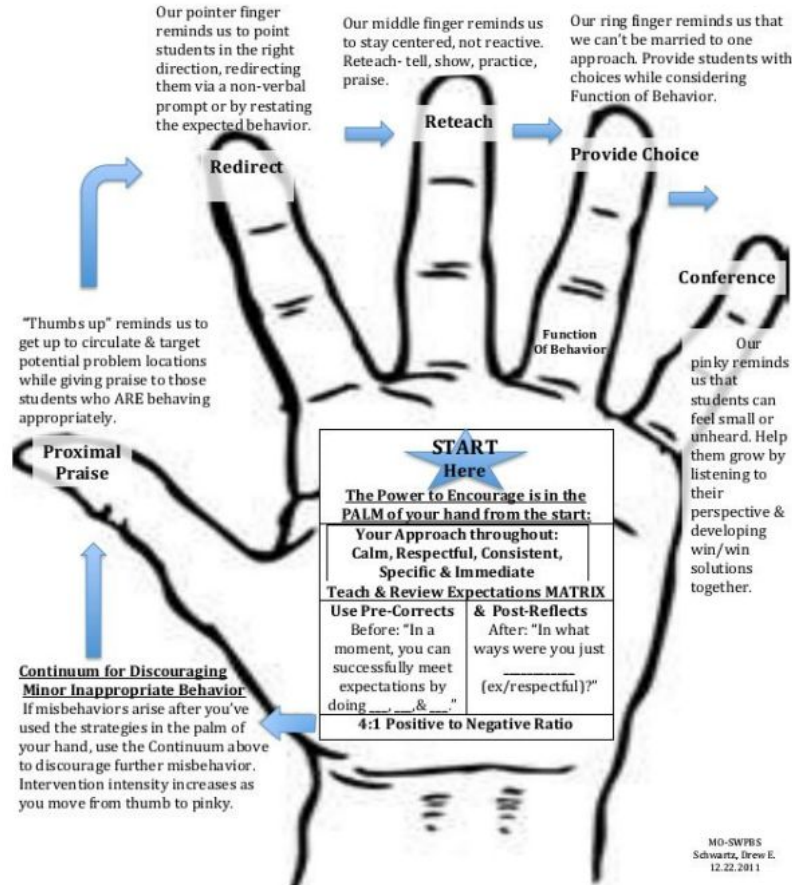 START
Here
The Power to Encourage is in the
PALM of your hand from the start:
Your Approach throughout:
Calm, Respectful, Consistent,
Specific & Immediate
Teach & Review Expectations MATRIX
Use Pre-Corrects
Before: "In a
moment, you can
successfully meet
expectations by
doing ___, ___,& ___."
& Post-Reflects
After: "In what
ways were you just
____________
(ex/respectful)?"
4:1 Positive to Negative Ratio
Continuum for Discouraging
Minor Inappropriate Behavior
If misbehaviors arise after you've
used the strategies in the palm of
your hand, use the Continuum above
to discourage further misbehavior.
Intervention intensity increases as
you move from thumb to pinky.
Proximal
Praise
"Thumbs up" reminds us to
get up to circulate & target
potential problem locations
while giving praise to those
students who ARE behaving
appropriately.
Redirect
Our pointer finger
reminds us to point
students in the right
direction, redirecting
them via a non-verbal
prompt or by restating
the expected behavior.
Reteach
Our middle finger reminds us
to stay centered, not reactive.
Reteach- tell, show, practice,
praise.
Provide Choice
Our ring finger reminds us that
we can't be married to one
approach. Provide students with
choices while considering
Function of Behavior.
Function
Of Behavior
Conference
Our
pinky reminds
us that
students can
feel small or
unheard. Help
them grow by
listening to
their
perspective &
developing
win/win
solutions
together.
MO-SWPBS
Schwartz, Drew E.
12.22.2011